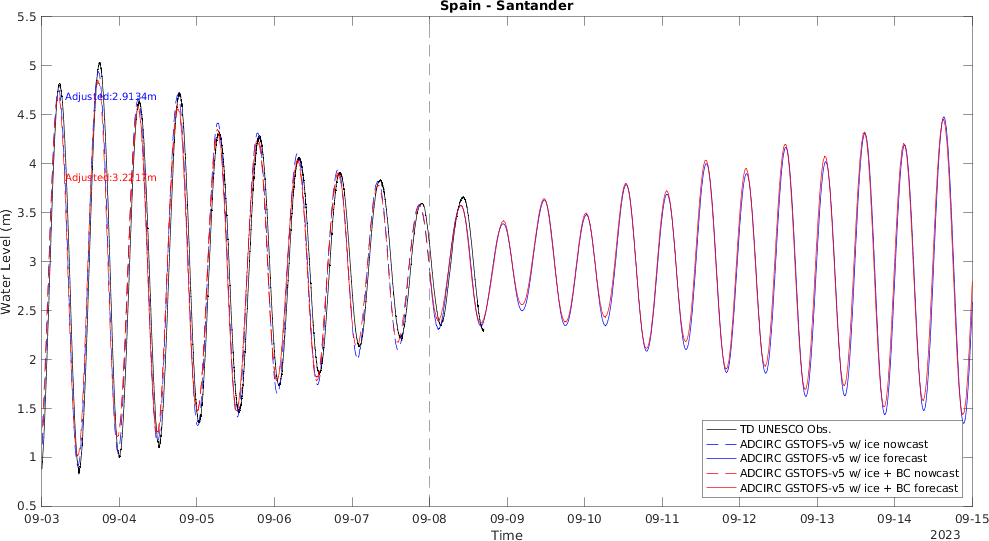 Spain - Santander
5.5
5
4.5
4
3.5
3
2.5
2
1.5
1
0.5
Water Level (m)
Adjusted:2.9134m
Adjusted:3.2217m
TD UNESCO Obs.
ADCIRC GSTOFS-v5 w/ ice nowcast
ADCIRC GSTOFS-v5 w/ ice forecast
ADCIRC GSTOFS-v5 w/ ice + BC nowcast
ADCIRC GSTOFS-v5 w/ ice + BC forecast
09-03 09-04 09-05 09-06 09-07 09-08 09-09 09-10 09-11 09-12 09-13 09-14 09-15
Time
2023